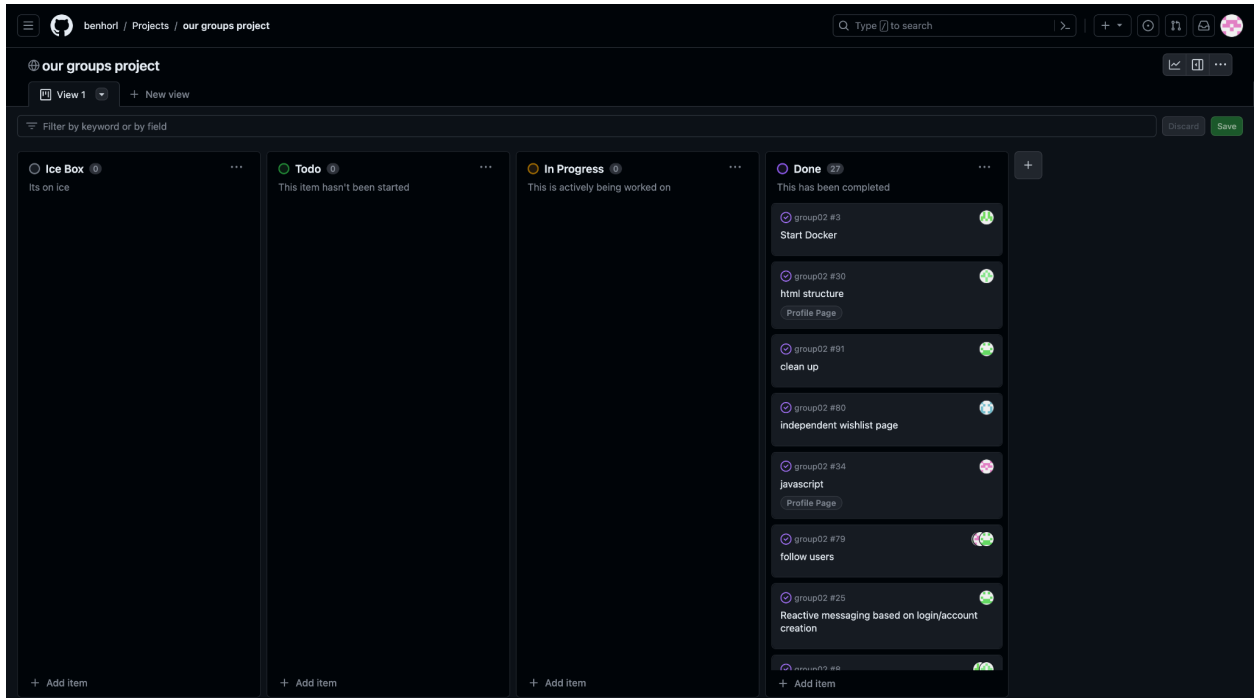 benhorl / Projects / our groups project
Type / to search
our groups project
View 1
New view
Filter by keyword or by field
Discard
Save
Ice Box 0
Its on ice
Add item
Todo 0
This item hasn't been started
Add item
In Progress 0
This is actively being worked on
Add item
Done 27
This has been completed
group02 #3
Start Docker
group02 #30
html structure
Profile Page
group02 #91
clean up
group02 #80
independent wishlist page
group02 #34
javascript
Profile Page
group02 #79
follow users
group02 #25
Reactive messaging based on login/account
creation
group02
Add item